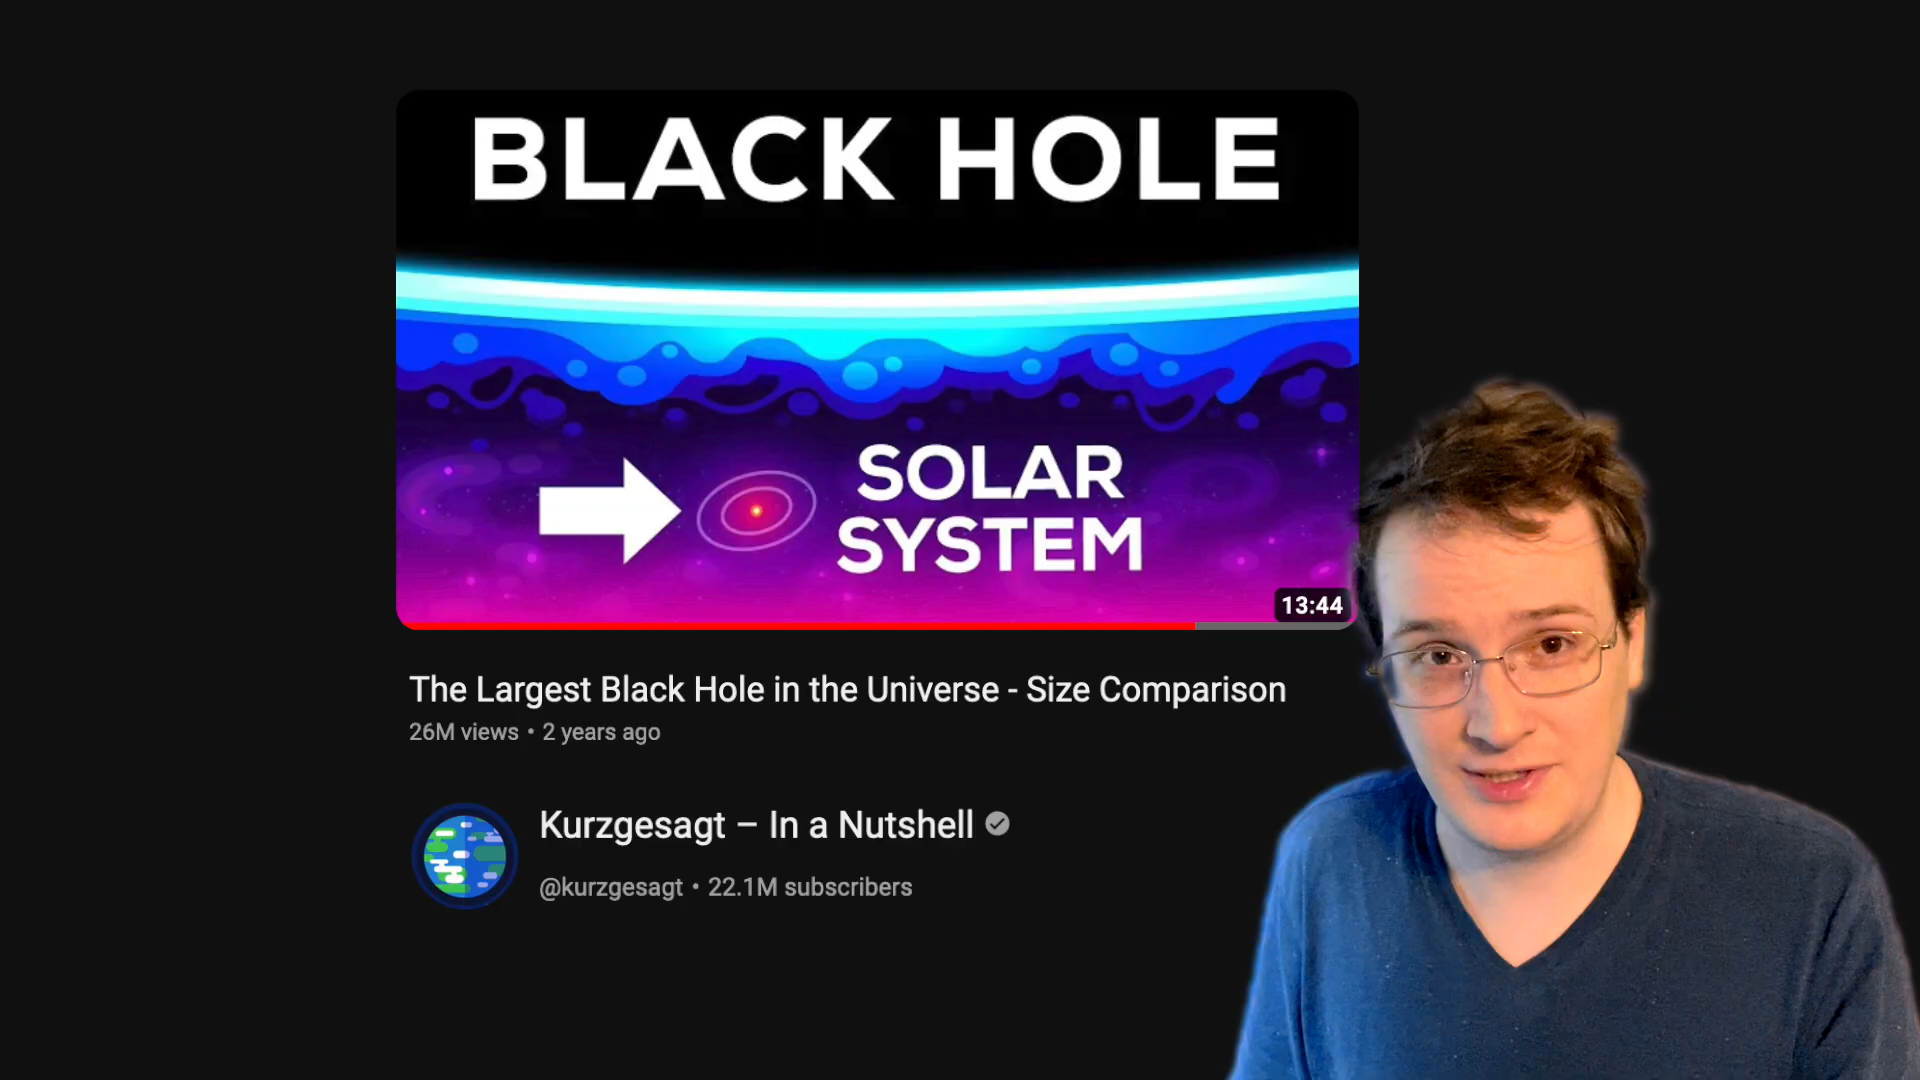 BLACK HOLE
SOLAR
SYSTEM
13:44
The Largest Black Hole in the Universe - Size Comparison
26M views • 2 years ago
Kurzgesagt – In a Nutshell
@kurzgesagt • 22.1M subscribers